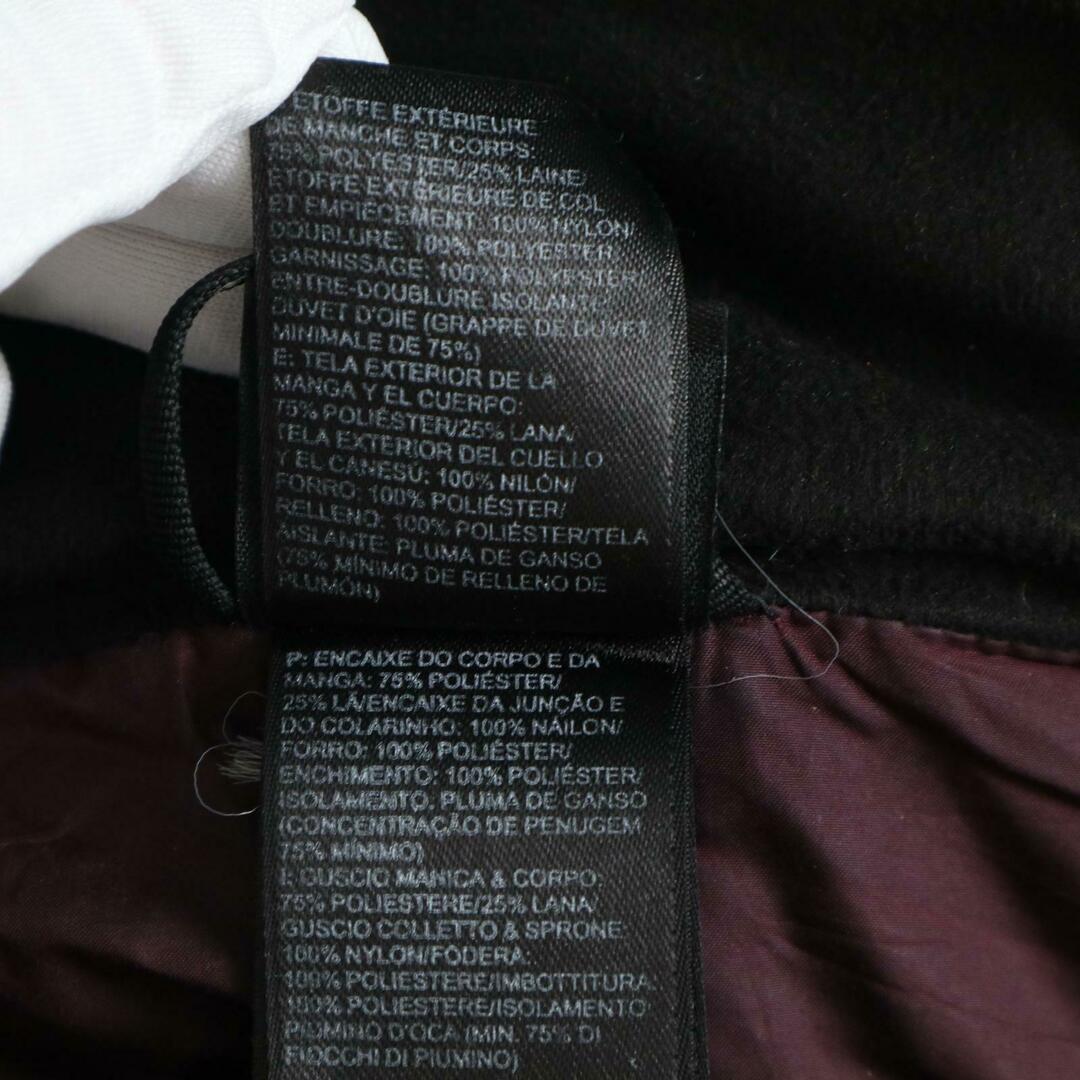 ETOFFE EXTÉRIEURE
DE MANCHE ET CORPS:
75% POLYESTER/25% LAINE/
ETOFFE EXTÉRIEURE DE COL
ET EMPIÈCEMENT: 100% NYLON/
DOUBLURE: 100% POLYESTER
GARNISSAGE: 100% POLYESTER/
ENTRE-DOUBLURE ISOLANTE:
DUVET D'OIE (GRAPPE DE DUVET
MINIMALE DE 75%)
E: TELA EXTERIOR DE LA
MANGA Y EL CUERPO:
75% POLIÉSTER/25% LANA/
TELA EXTERIOR DEL CUELLO
Y EL CANESÚ: 100% NILÓN/
FORRO: 100% POLIÉSTER/
RELLENO: 100% POLIÉSTER/TELA
AISLANTE: PLUMA DE GANSO
(75% MÍNIMO DE RELLENO DE
PLUMÓN)
P: ENCAIXE DO CORPO E DA
MANGA: 75% POLIÉSTER/
25% LÃ/ENCAIXE DA JUNÇÃO E
DO COLARINHO: 100% NÁILON/
FORRO: 100% POLIÉSTER/
ENCHIMENTO: 100% POLIÉSTER/
ISOLAMENTO: PLUMA DE GANSO
(CONCENTRAÇÃO DE PENUGEM
75% MÍNIMO)
I: GUSCIO MANICA & CORPO:
75% POLIESTERE/25% LANA/
GUSCIO COLLETTO & SPRONE:
100% NYLON/FODERA:
100% POLIESTERE/IMBOTTITURA:
100% POLIESTERE/ISOLAMENTO:
PIUMINO D'OCA (MIN. 75% DI
FIOCCHI DI PIUMINO)